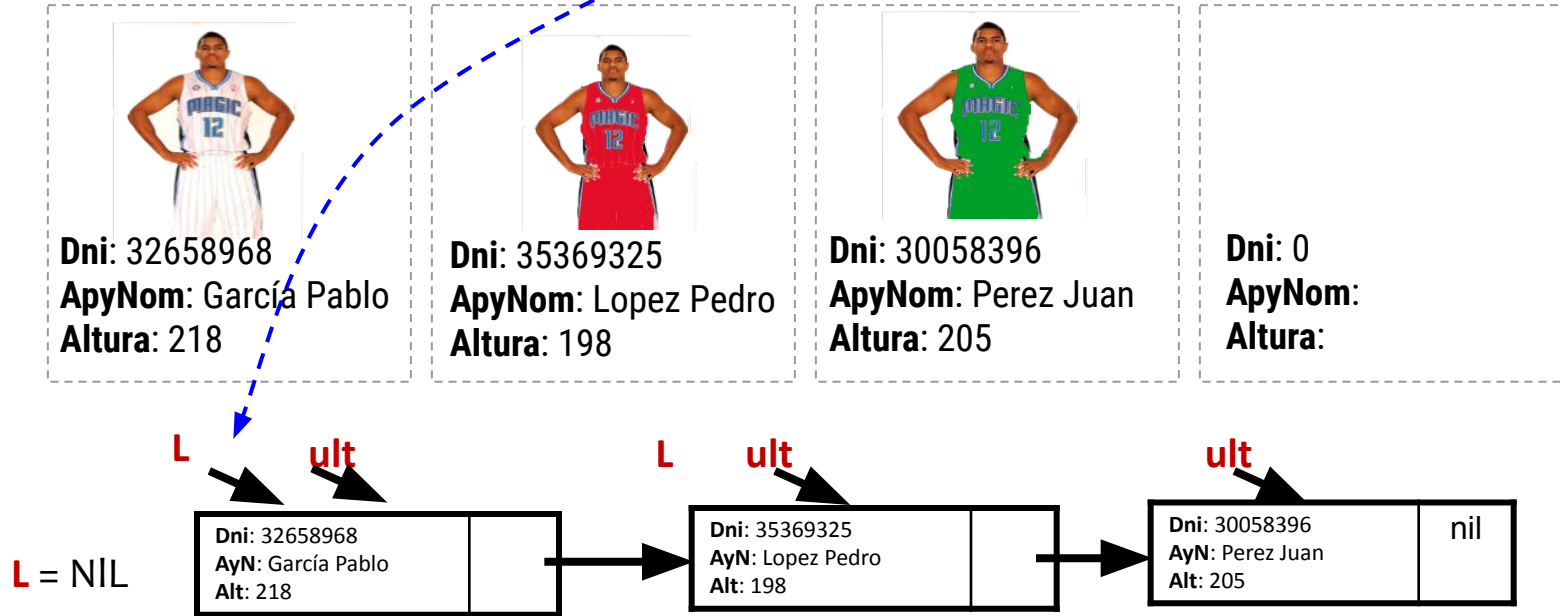 MAGIC
12
MAGIC
12
MAGIC
12
Dni: 32658968
ApyNom: García Pablo
Altura: 218
Dni: 35369325
ApyNom: Lopez Pedro
Altura: 198
Dni: 30058396
ApyNom: Perez Juan
Altura: 205
Dni: 0
ApyNom:
Altura:
L
ult
L
ult
ult
L = NIL
Dni: 32658968
AyN: García Pablo
Alt: 218
Dni: 35369325
AyN: Lopez Pedro
Alt: 198
Dni: 30058396
AyN: Perez Juan
Alt: 205
nil